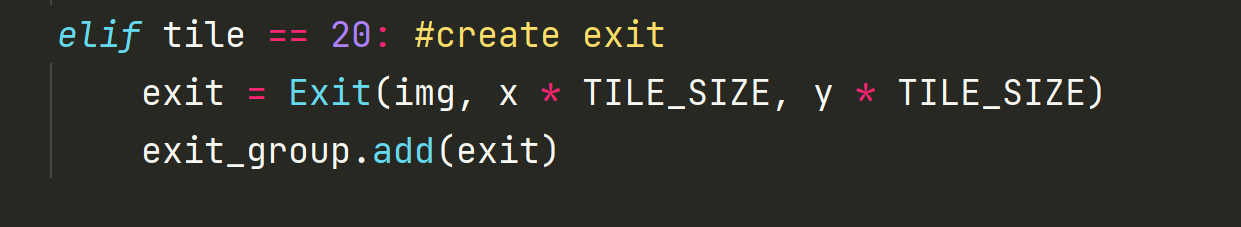 elif tile == 20: #create exit
exit = Exit(img, x * TILE_SIZE, y * TILE_SIZE)
exit_group.add(exit)